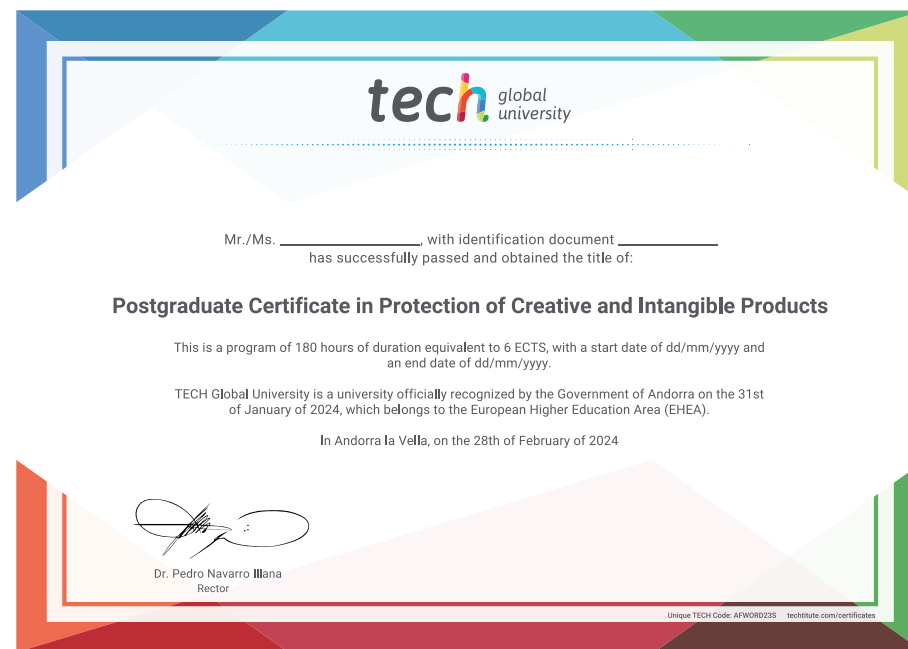 tech global university
Mr./Ms. ____________, with identification document ____________
has successfully passed and obtained the title of:
Postgraduate Certificate in Protection of Creative and Intangible Products
This is a program of 180 hours of duration equivalent to 6 ECTS, with a start date of dd/mm/yyyy and
an end date of dd/mm/yyyy.
TECH Global University is a university officially recognized by the Government of Andorra on the 31st
of January of 2024, which belongs to the European Higher Education Area (EHEA).
In Andorra la Vella, on the 28th of February of 2024
Dr. Pedro Navarro Illana
Rector
Unique TECH Code: AFWORD23S techtitute.com/certificates